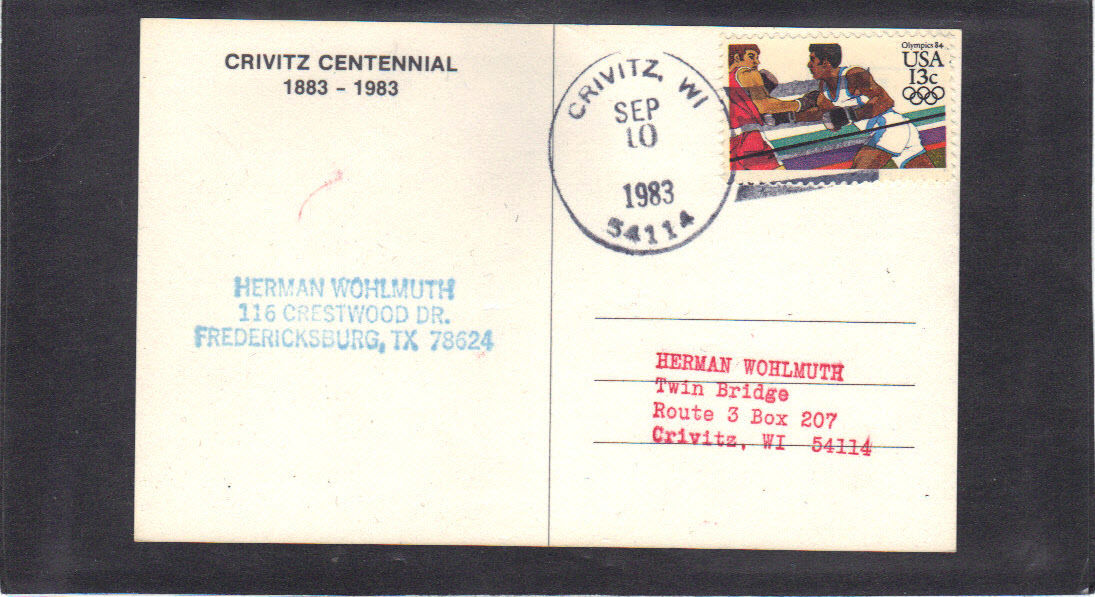 CRIVITZ CENTENNIAL
1883 - 1983
HERMAN WOHLMUTH
116 CRESTWOOD DR.
FREDERICKSBURG, TX 78624
CRIVITZ, WI
SEP
10
1983
54114
Olympics 84
USA
13c
HERMAN WOHLMUTH
Twin Bridge
Route 3 Box 207
Crivitz, WI 54114